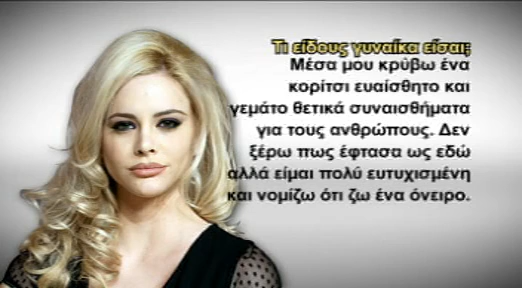 Τι είδους γυναίκα είσαι;
Μέσα μου κρύβω ένα
κορίτσι ευαίσθητο και
γεμάτο θετικά συναισθήματα
για τους ανθρώπους. Δεν
ξέρω πως έφτασα ως εδώ
αλλά είμαι πολύ ευτυχισμένη
και νομίζω ότι ζω ένα όνειρο.